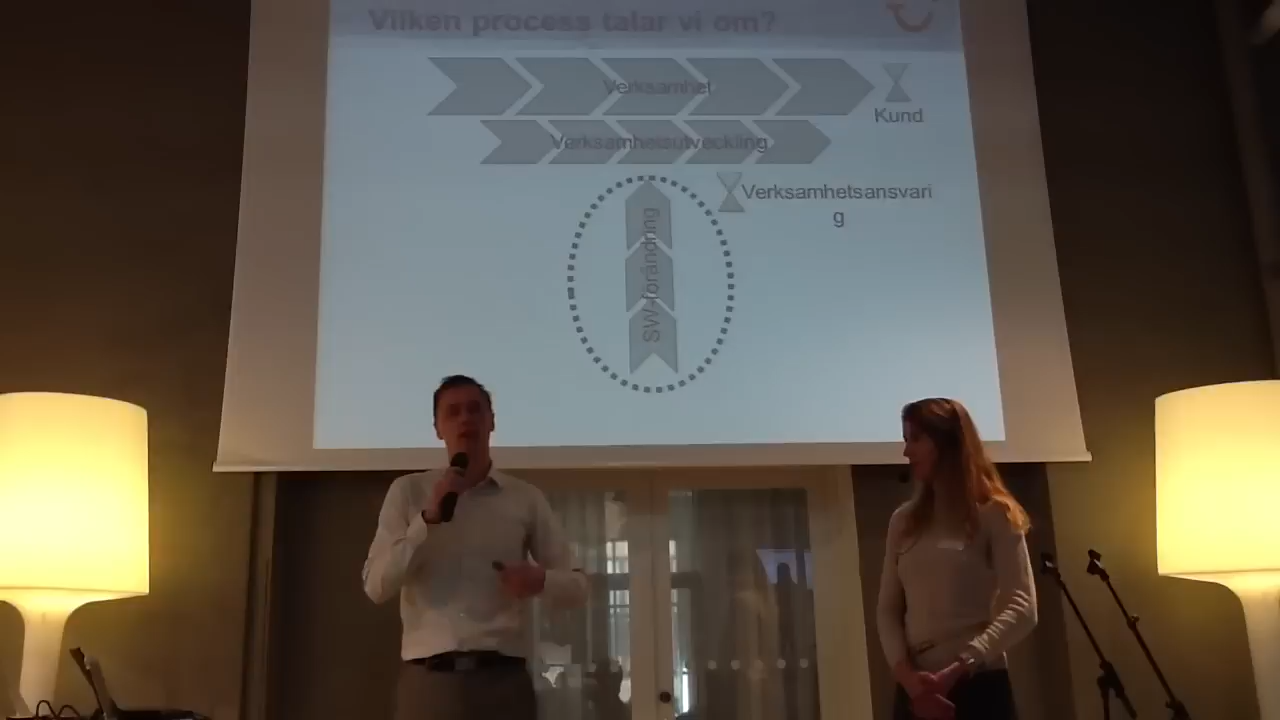 Vilken process talar vi om?
Verksamhet
Kund
Verksamhetsutveckling
Verksamhetsansvari
g
SW-förändring